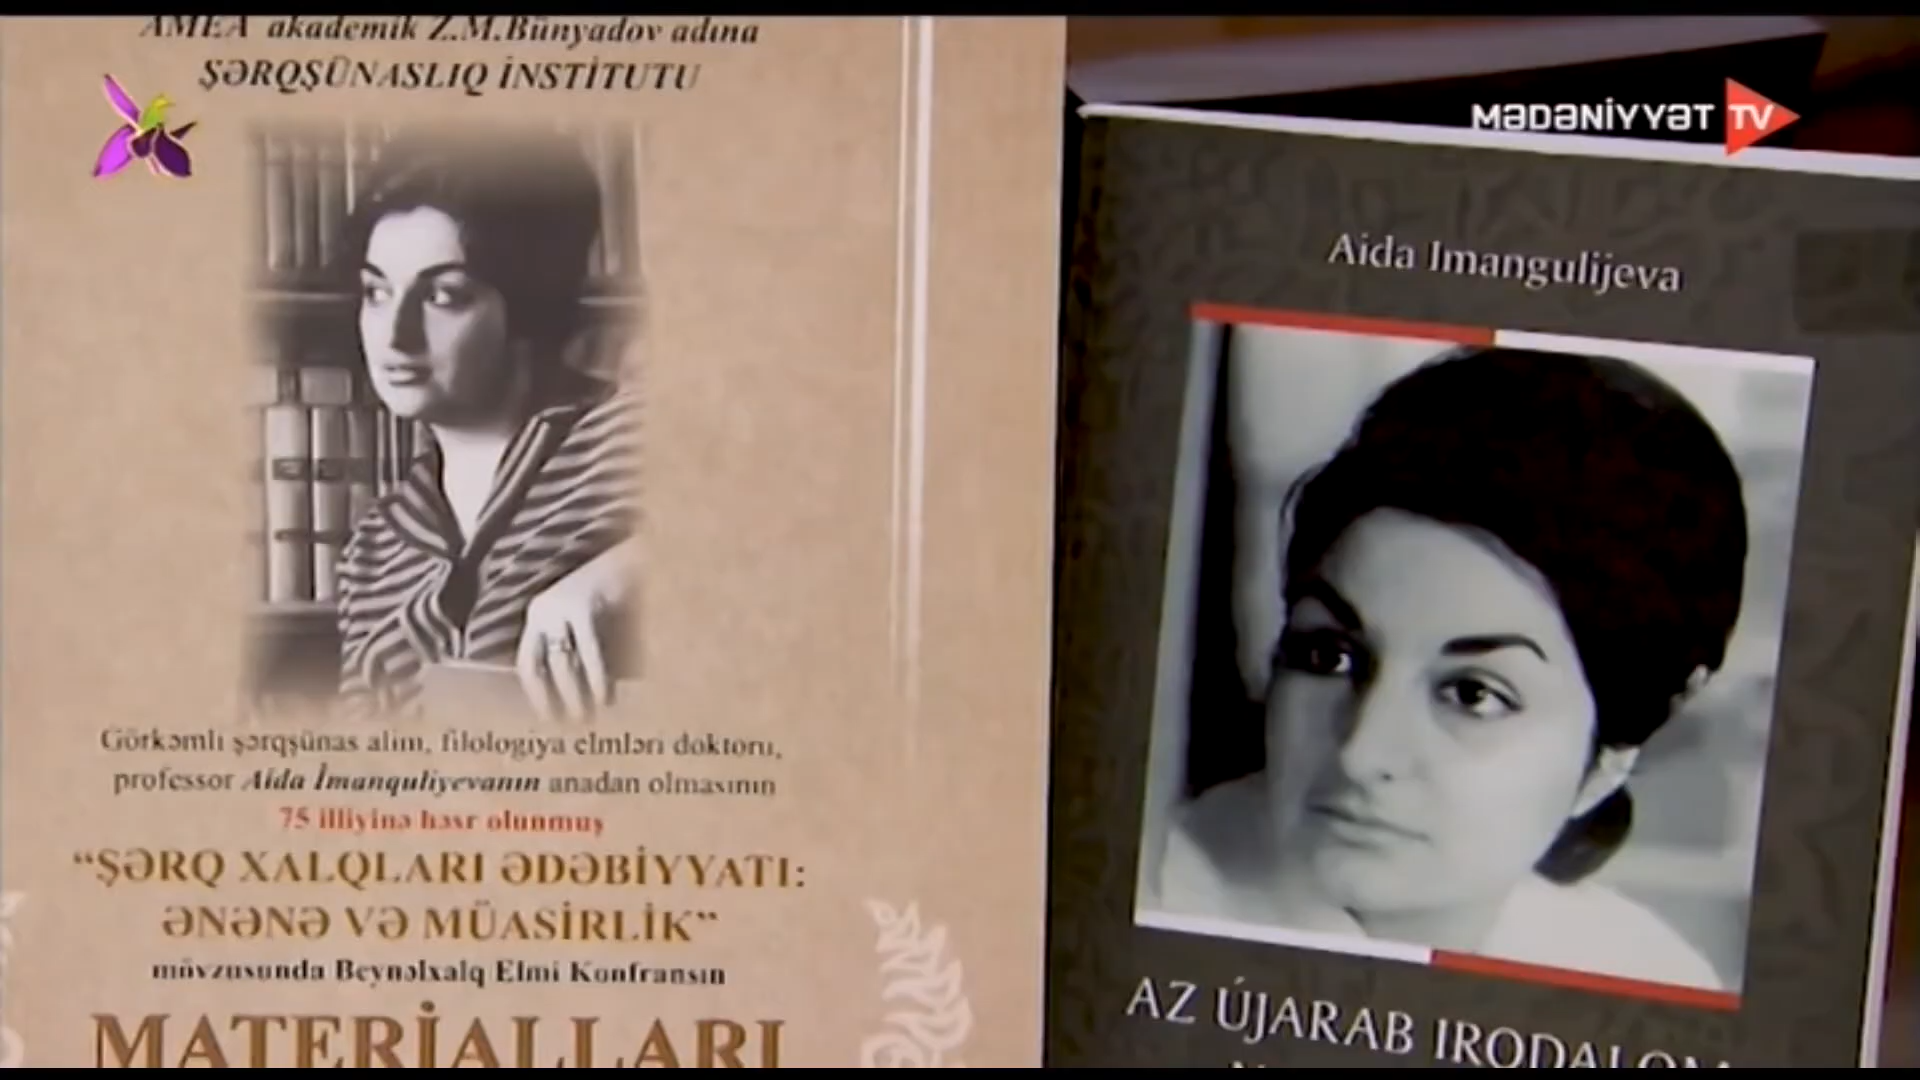 AMEA akademik Z.M.Bünyadov adına
ŞƏRQŞÜNASLIQ İNSTİTUTU
Görkəmli şərqşünas alim, filologiya elmləri doktoru,
professor Aida İmanquliyevanın anadan olmasının
75 illiyinə həsr olunmuş
“ŞƏRQ XALQLARI ƏDƏBİYYATI:
ƏNƏNƏ VƏ MÜASİRLİK”
mövzusunda Beynəlxalq Elmi Konfransın
MATERİALLARI
MƏDƏNİYYƏT TV
Aida Imangulijeva
AZ ÚJARAB IRODALOM